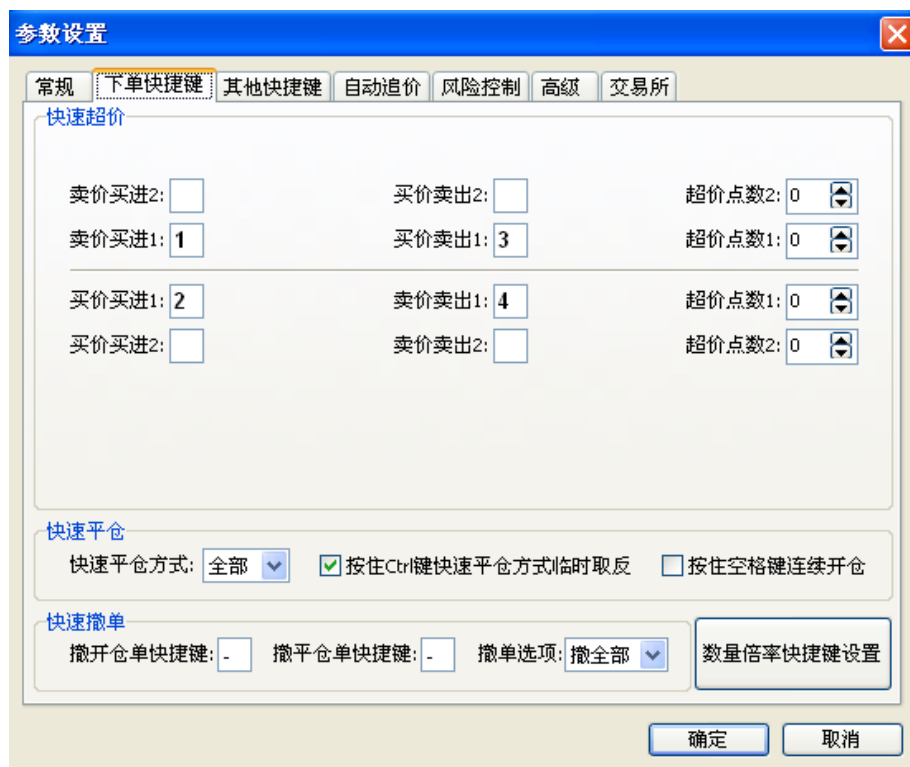 参数设置
常规 下单快捷键 其他快捷键 自动追价 风险控制 高级 交易所
快速超价
卖价买进2: 买价卖出2: 超价点数2: 0
卖价买进1: 1 买价卖出1: 3 超价点数1: 0
买价买进1: 2 卖价卖出1: 4 超价点数1: 0
买价买进2: 卖价卖出2: 超价点数2: 0
快速平仓
快速平仓方式: 全部 按住Ctrl键快速平仓方式临时取反 按住空格键连续开仓
快速撤单
撤开仓单快捷键: - 撤平仓单快捷键: - 撤单选项: 撤全部 数量倍率快捷键设置
确定 取消